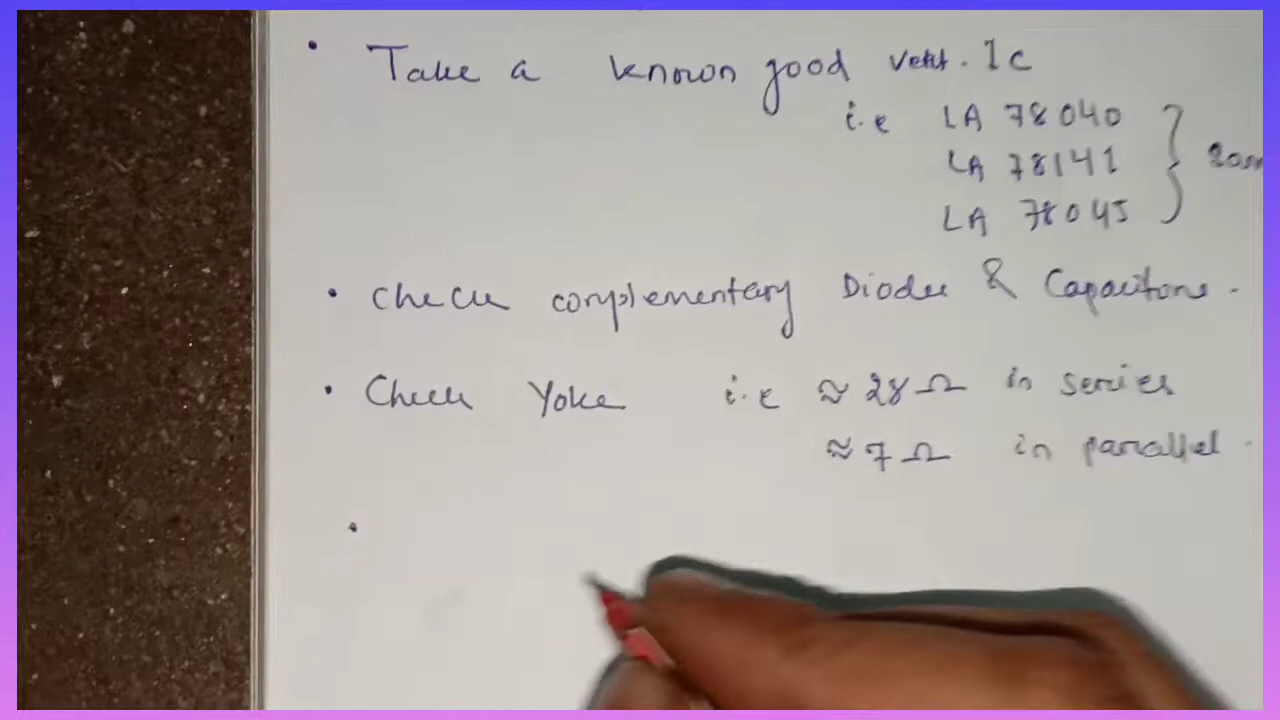 • Take a known good Vert. Ic
i.e LA 78040
LA 78141
LA 78045
• Check complementary Diodes & Capacitors.
• Check Yoke i.e ≈ 28 Ω in series
≈ 7 Ω in parallel.
•